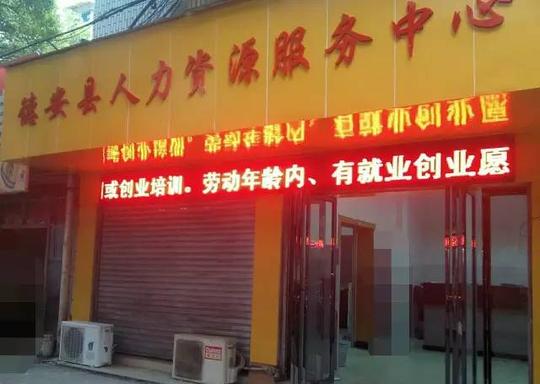 德安县人力资源服务中心
或创业培训。劳动年龄内、有就业创业愿